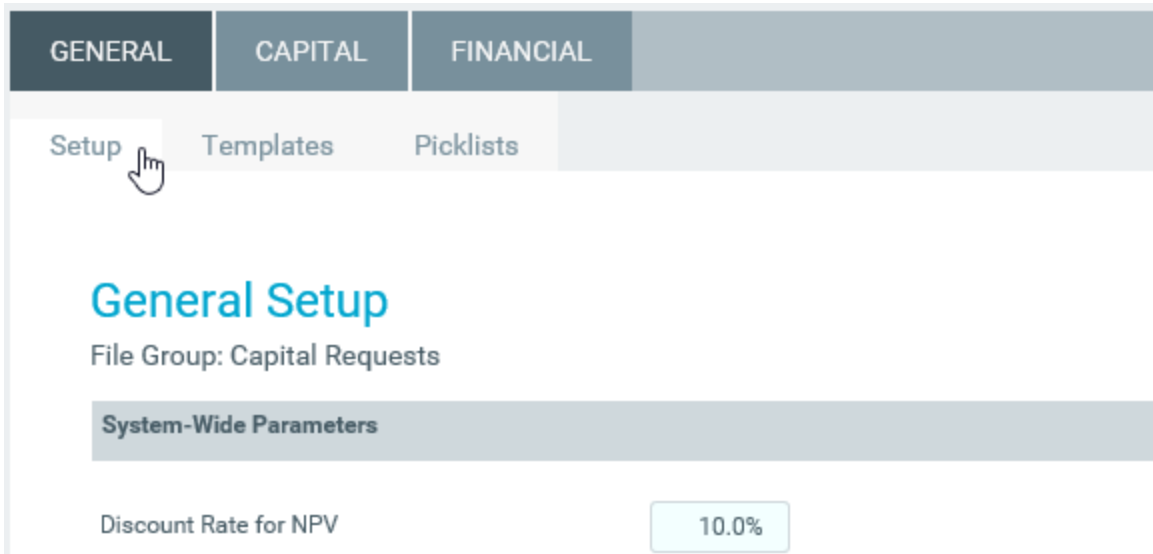 GENERAL CAPITAL FINANCIAL
Setup Templates Picklists
General Setup
File Group: Capital Requests
System-Wide Parameters
Discount Rate for NPV 10.0%